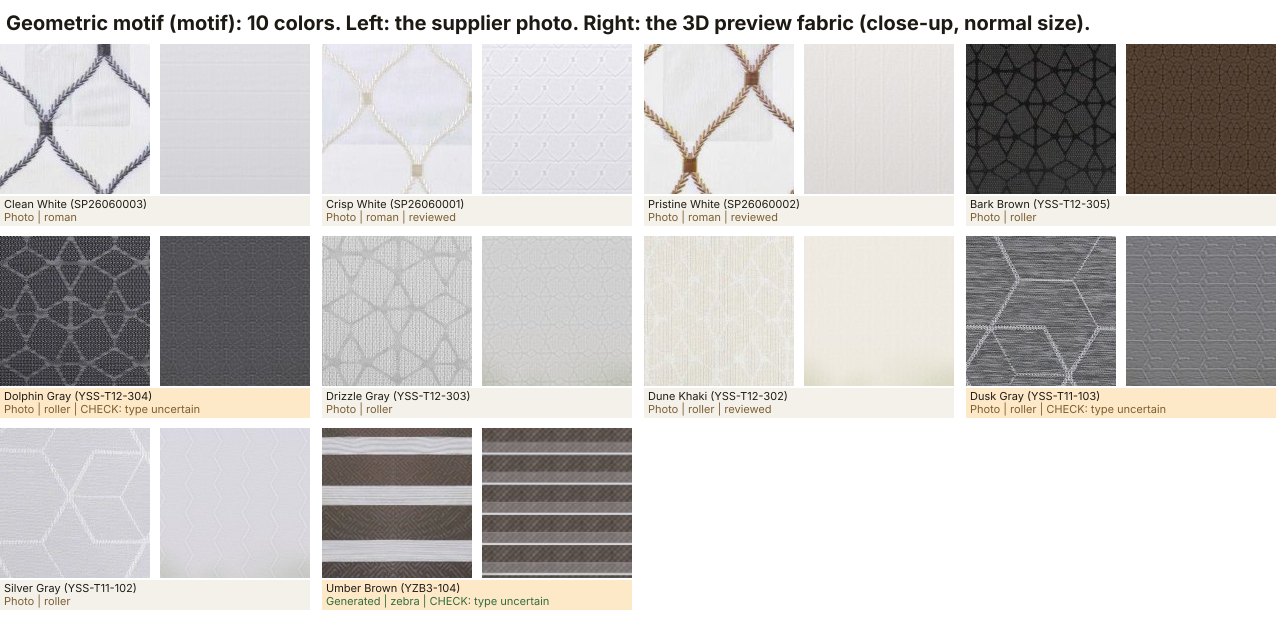 Geometric motif (motif): 10 colors. Left: the supplier photo. Right: the 3D preview fabric (close-up, normal size).
Clean White (SP26060003)
Photo | roman
Crisp White (SP26060001)
Photo | roman | reviewed
Pristine White (SP26060002)
Photo | roman | reviewed
Bark Brown (YSS-T12-305)
Photo | roller
Dolphin Gray (YSS-T12-304)
Photo | roller | CHECK: type uncertain
Drizzle Gray (YSS-T12-303)
Photo | roller
Dune Khaki (YSS-T12-302)
Photo | roller | reviewed
Dusk Gray (YSS-T11-103)
Photo | roller | CHECK: type uncertain
Silver Gray (YSS-T11-102)
Photo | roller
Umber Brown (YZB3-104)
Generated | zebra | CHECK: type uncertain